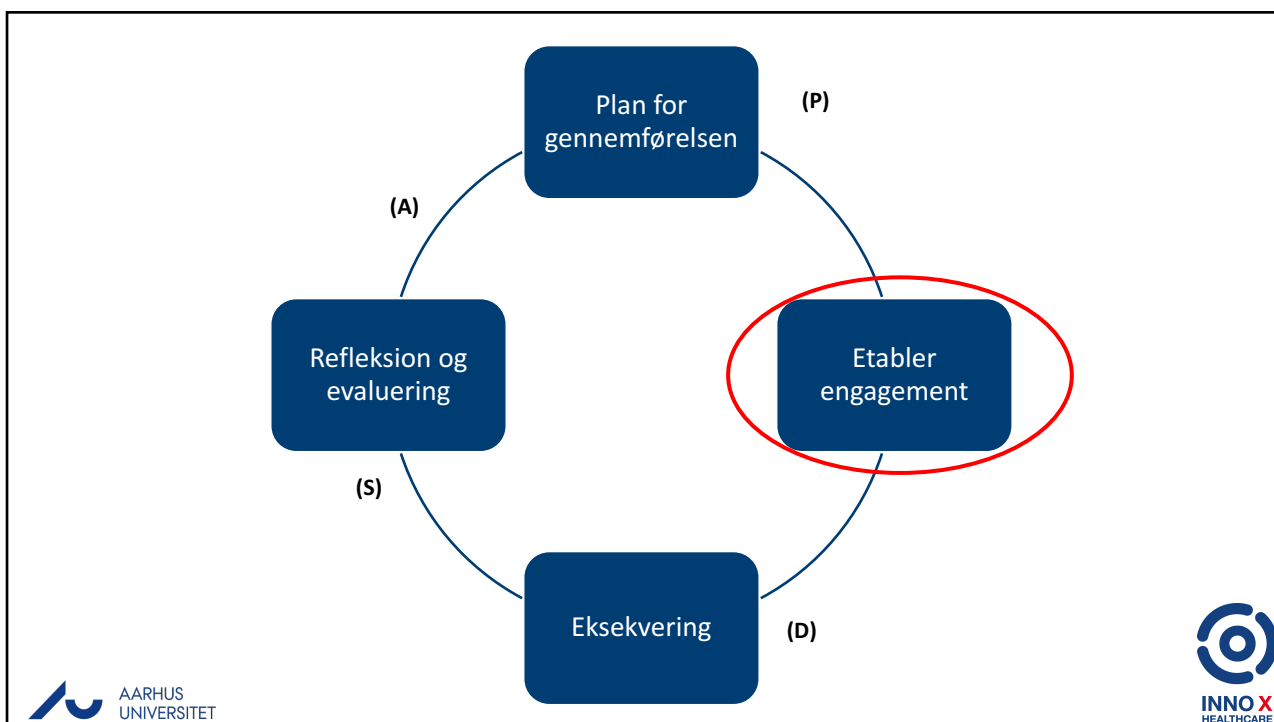 Plan for
gennemførelsen
(P)
(A)
Refleksion og
evaluering
Etabler
engagement
(S)
Eksekvering
(D)
AARHUS
UNIVERSITET
INNO X
HEALTHCARE